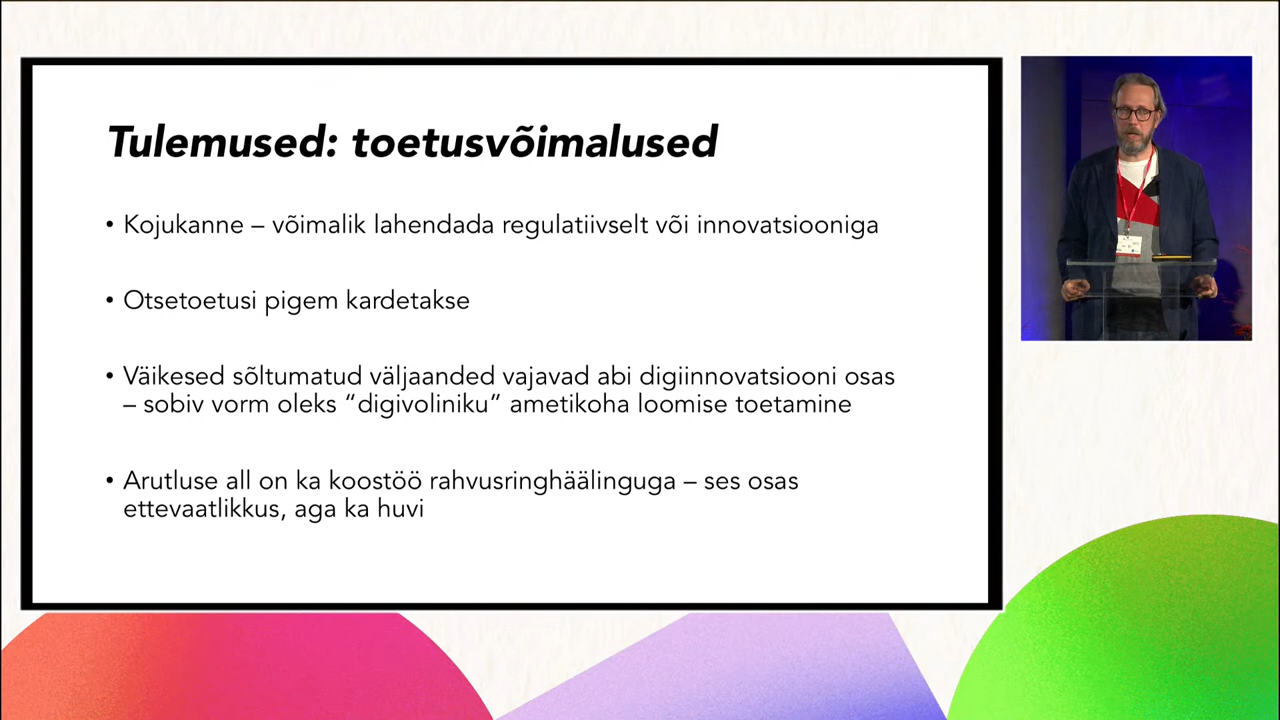 Tulemused: toetusvõimalused
• Kojukanne – võimalik lahendada regulatiivselt või innovatsiooniga
• Otsetoetusi pigem kardetakse
• Väikesed sõltumatud väljaanded vajavad abi digiinnovatsiooni osas
– sobiv vorm oleks “digivoliniku” ametikoha loomise toetamine
• Arutluse all on ka koostöö rahvusringhäälinguga – ses osas
ettevaatlikkus, aga ka huvi